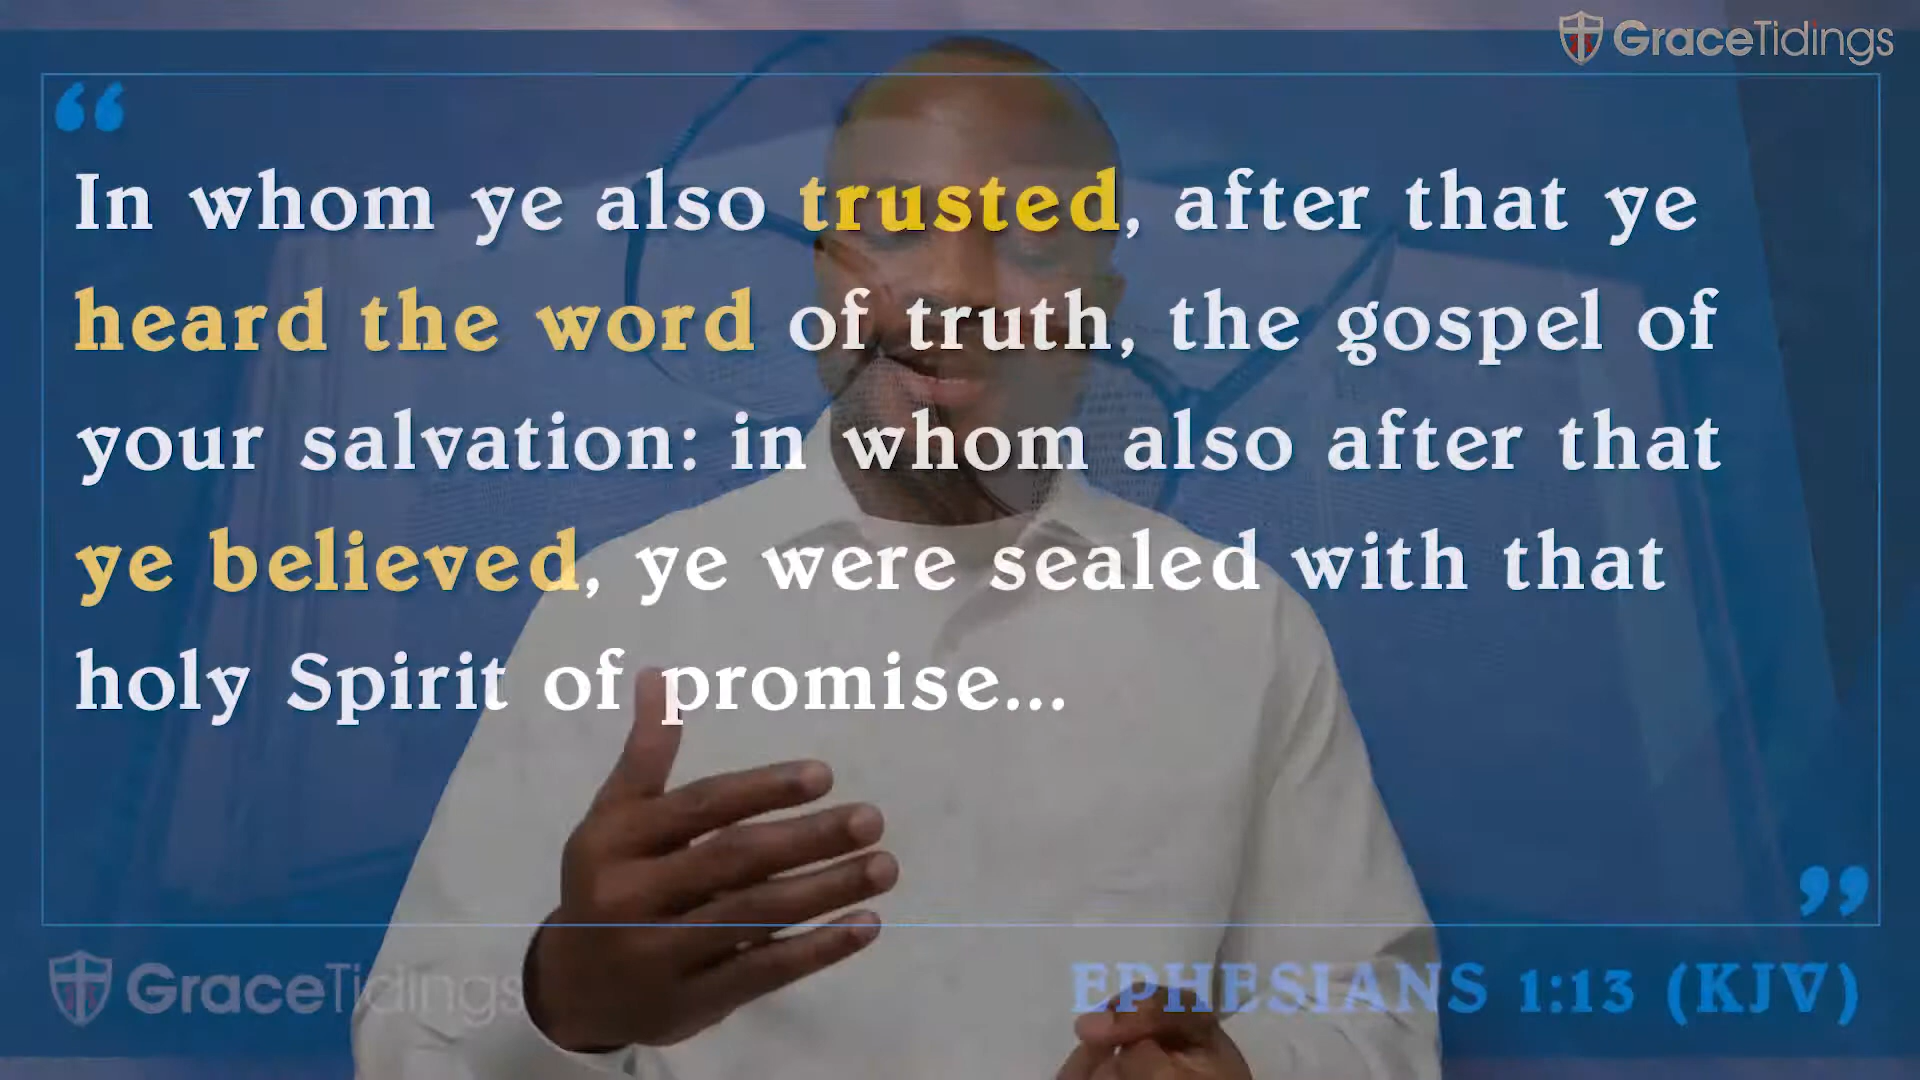 GraceTidings
“
In whom ye also trusted, after that ye
heard the word of truth, the gospel of
your salvation: in whom also after that
ye believed, ye were sealed with that
holy Spirit of promise...
”
GraceTidings
EPHESIANS 1:13 (KJV)